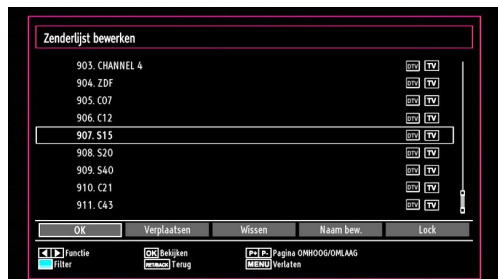 Zenderlijst bewerken
903. CHANNEL 4 DTV TV
904. ZDF DTV TV
905. C07 DTV TV
906. C12 DTV TV
907. S15 DTV TV
908. S20 DTV TV
909. S40 DTV TV
910. C21 DTV TV
911. C43 DTV TV
OK Verplaatsen Wissen Naam bew. Lock
Functie OK Bekijken P+ P- Pagina OMHOOG/OMLAAG
Filter RET/BACK Terug MENU Verlaten